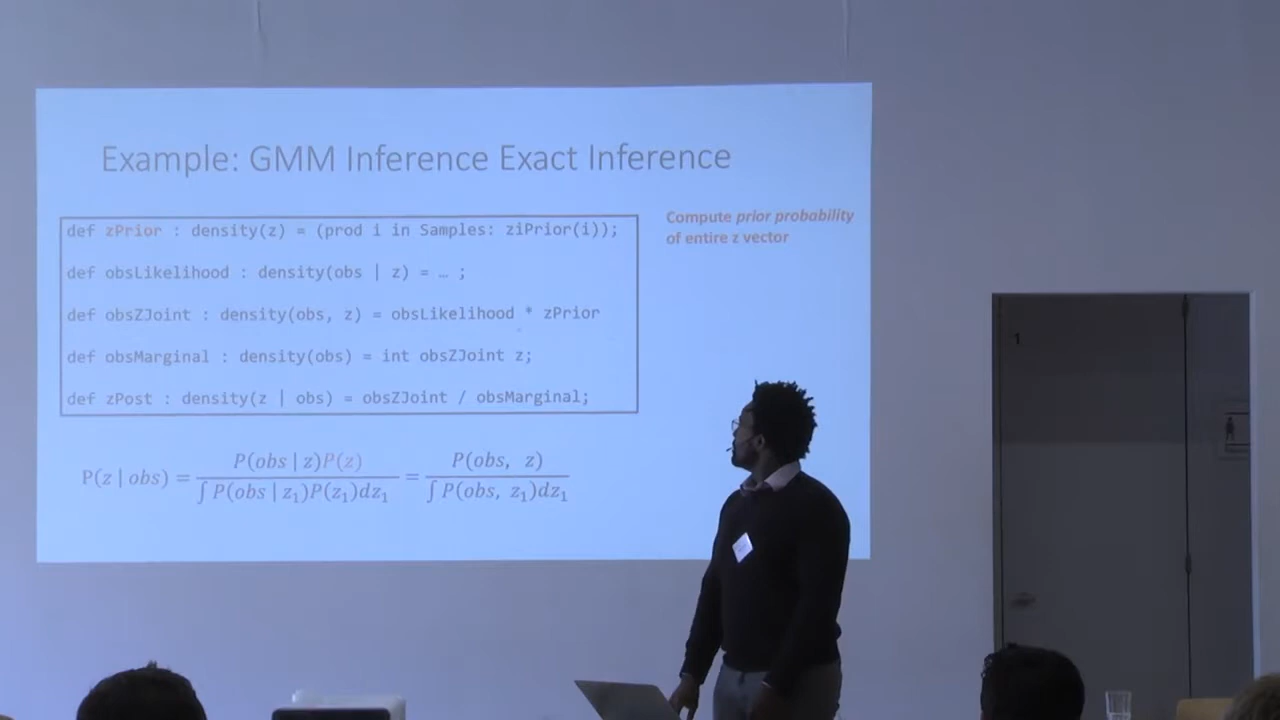 Example: GMM Inference Exact Inference
def zPrior : density(z) = (prod i in Samples: ziPrior(i));
def obsLikelihood : density(obs | z) = … ;
def obsZJoint : density(obs, z) = obsLikelihood * zPrior
def obsMarginal : density(obs) = int obsZJoint z;
def zPost : density(z | obs) = obsZJoint / obsMarginal;
Compute prior probability
of entire z vector
P(z | obs) = P(obs | z)P(z) / ∫ P(obs | z₁)P(z₁)dz₁ = P(obs, z) / ∫ P(obs, z₁)dz₁
1